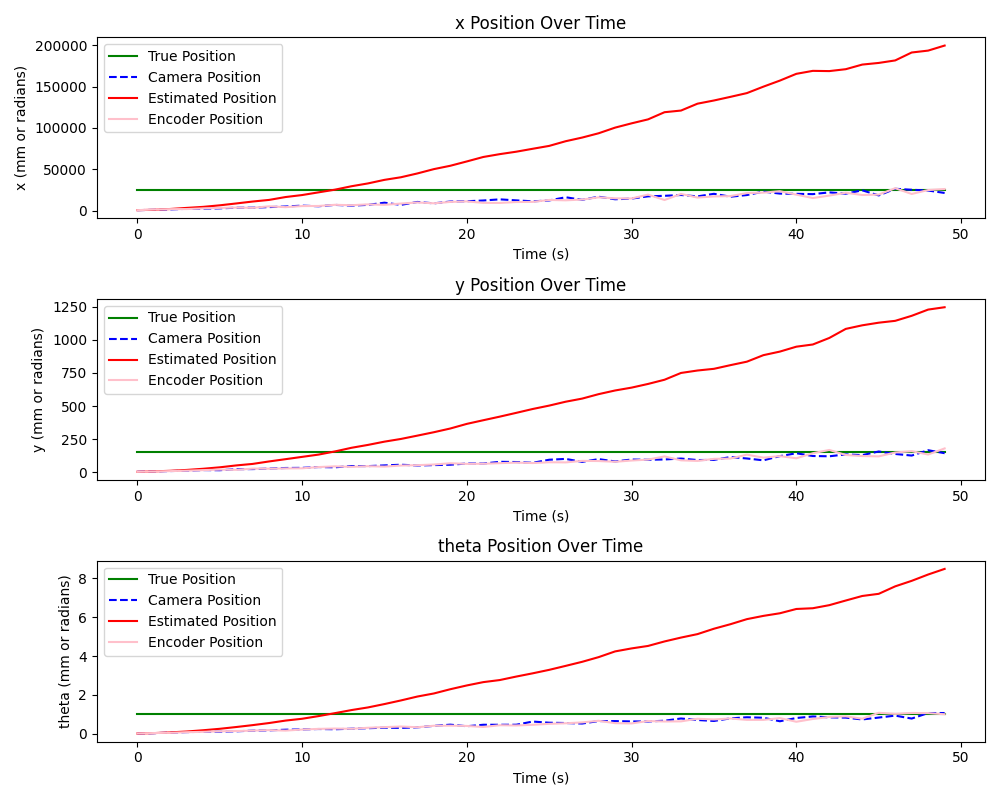 x Position Over Time
x (mm or radians)
200000
150000
100000
50000
0
True Position
Camera Position
Estimated Position
Encoder Position
0 10 20 30 40 50
Time (s)
y Position Over Time
y (mm or radians)
1250
1000
750
500
250
0
True Position
Camera Position
Estimated Position
Encoder Position
0 10 20 30 40 50
Time (s)
theta Position Over Time
theta (mm or radians)
8
6
4
2
0
True Position
Camera Position
Estimated Position
Encoder Position
0 10 20 30 40 50
Time (s)